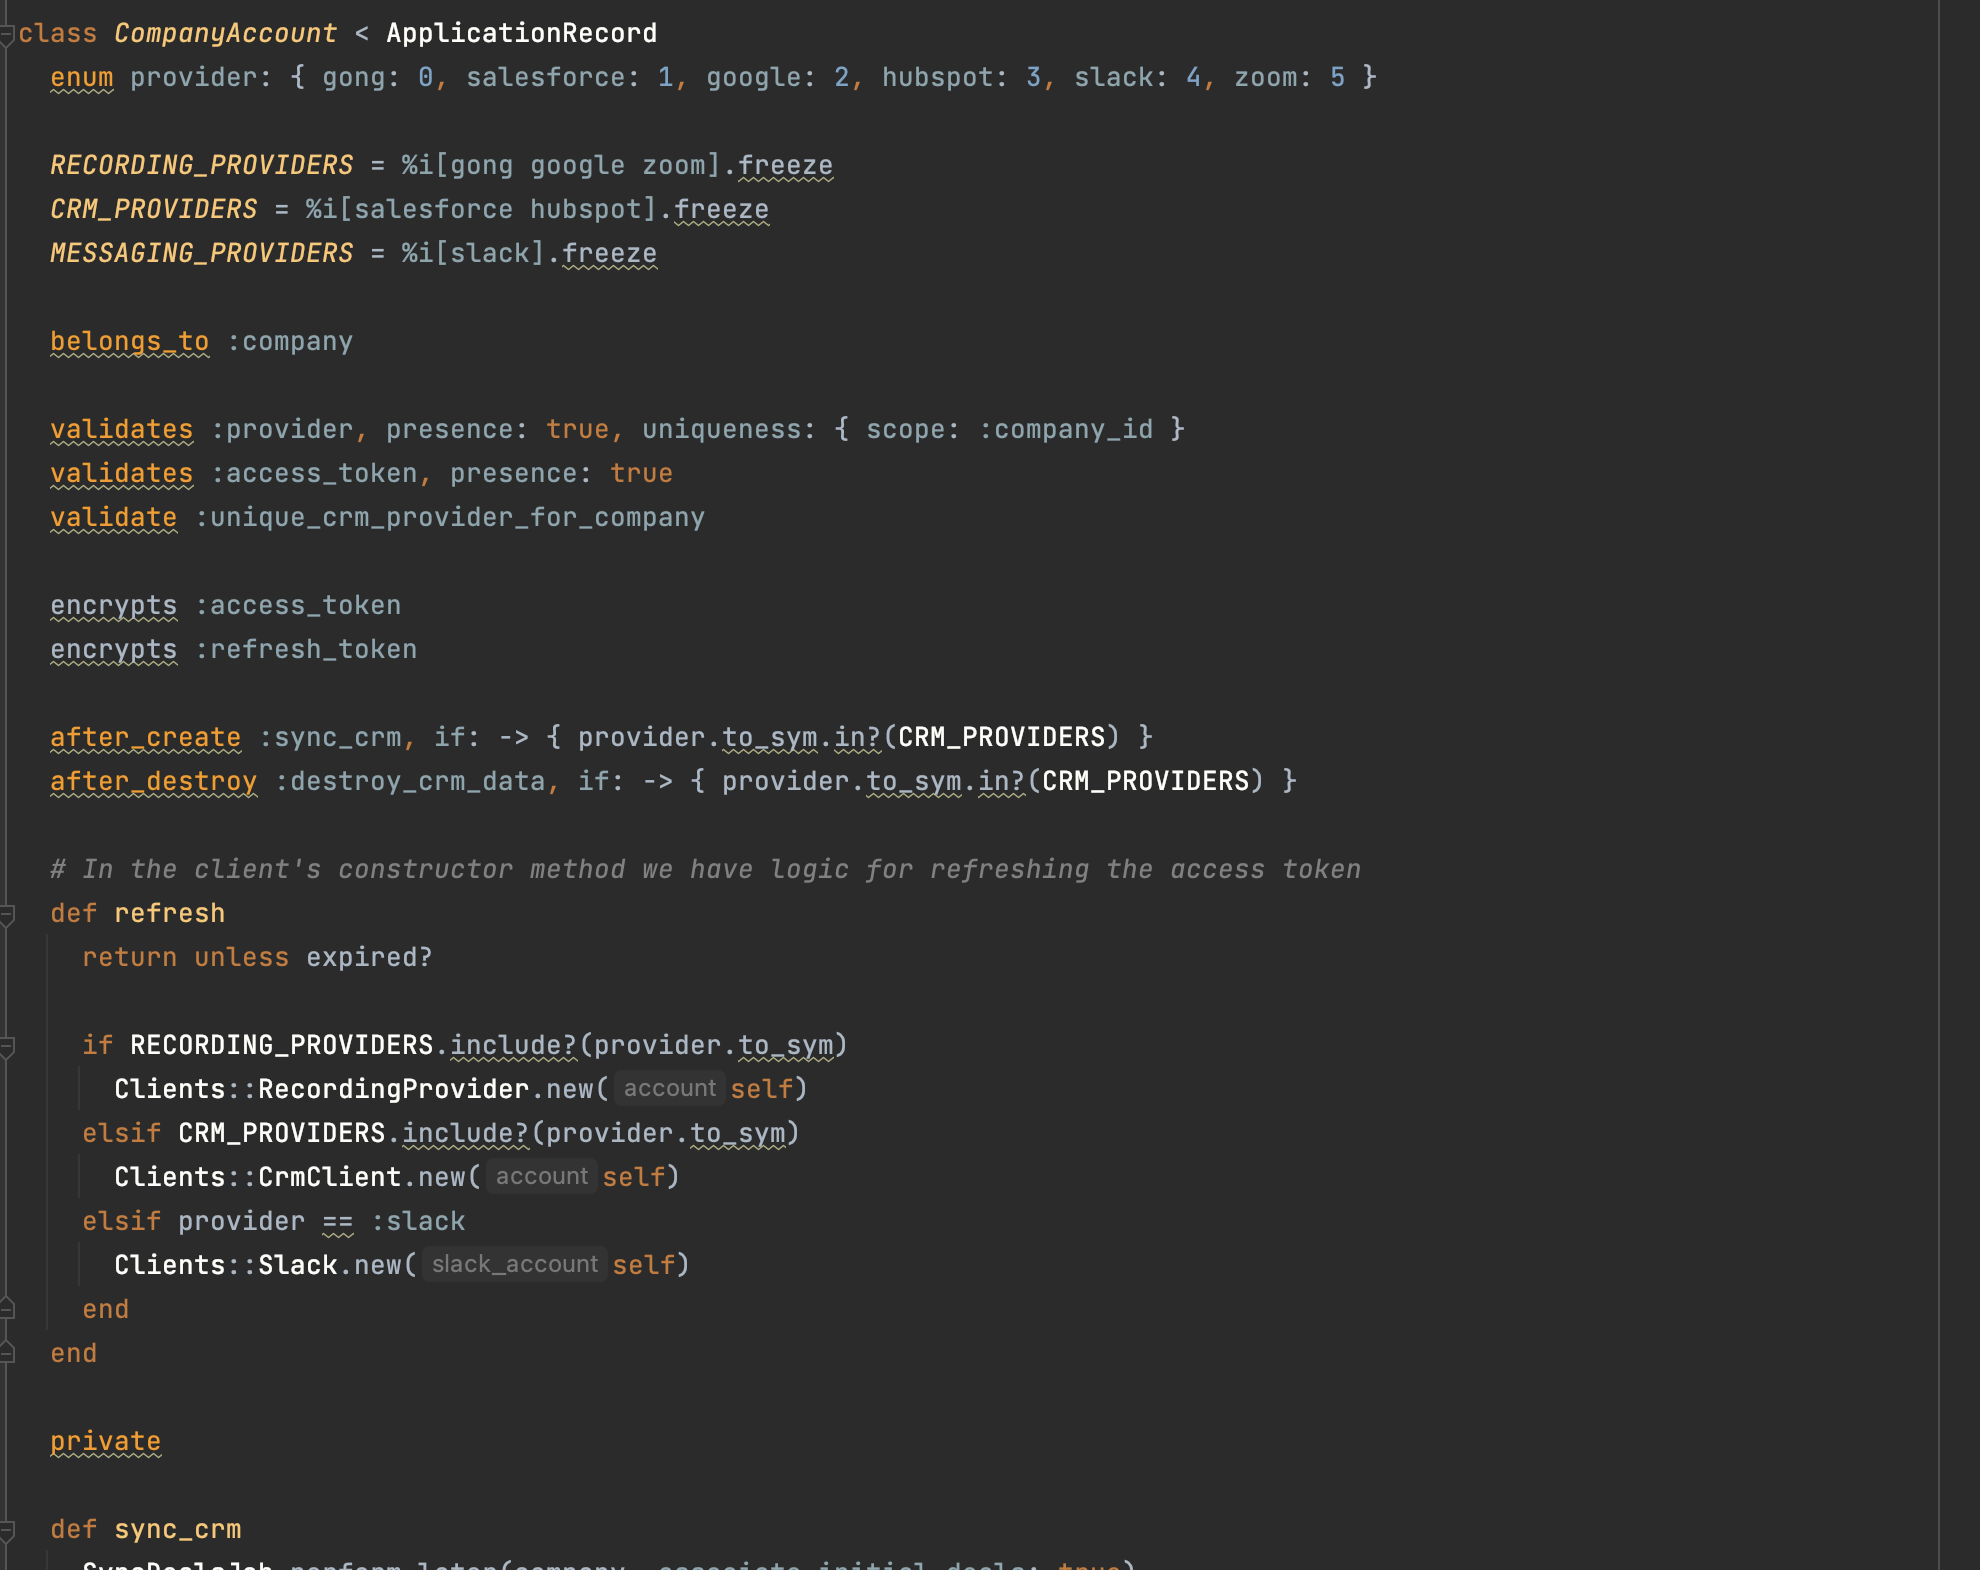 class CompanyAccount < ApplicationRecord
enum provider: { gong: 0, salesforce: 1, google: 2, hubspot: 3, slack: 4, zoom: 5 }
RECORDING_PROVIDERS = %i[gong google zoom].freeze
CRM_PROVIDERS = %i[salesforce hubspot].freeze
MESSAGING_PROVIDERS = %i[slack].freeze
belongs_to :company
validates :provider, presence: true, uniqueness: { scope: :company_id }
validates :access_token, presence: true
validate :unique_crm_provider_for_company
encrypts :access_token
encrypts :refresh_token
after_create :sync_crm, if: -> { provider.to_sym.in?(CRM_PROVIDERS) }
after_destroy :destroy_crm_data, if: -> { provider.to_sym.in?(CRM_PROVIDERS) }
# In the client's constructor method we have logic for refreshing the access token
def refresh
return unless expired?
if RECORDING_PROVIDERS.include?(provider.to_sym)
Clients::RecordingProvider.new( account self)
elsif CRM_PROVIDERS.include?(provider.to_sym)
Clients::CrmClient.new( account self)
elsif provider == :slack
Clients::Slack.new( slack_account self)
end
end
private
def sync_crm
SyncDealsJob.perform_later(company, associate_initial_deals: true)